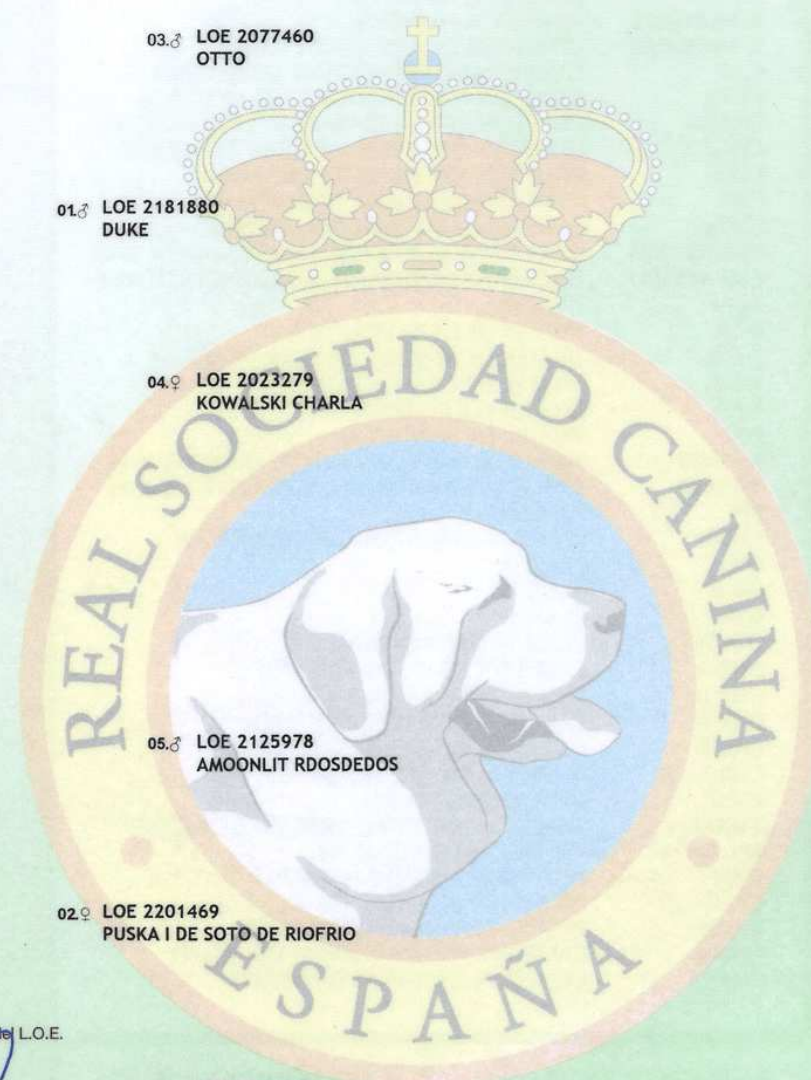 03.♂ LOE 2077460
OTTO
01.♂ LOE 2181880
DUKE
04.♀ LOE 2023279
KOWALSKI CHARLA
REAL SOCIEDAD CANINA
05.♂ LOE 2125978
AMOONLIT RDOSDEDOS
02.♀ LOE 2201469
PUSKA I DE SOTO DE RIOFRIO
ESPAÑA
del L.O.E.